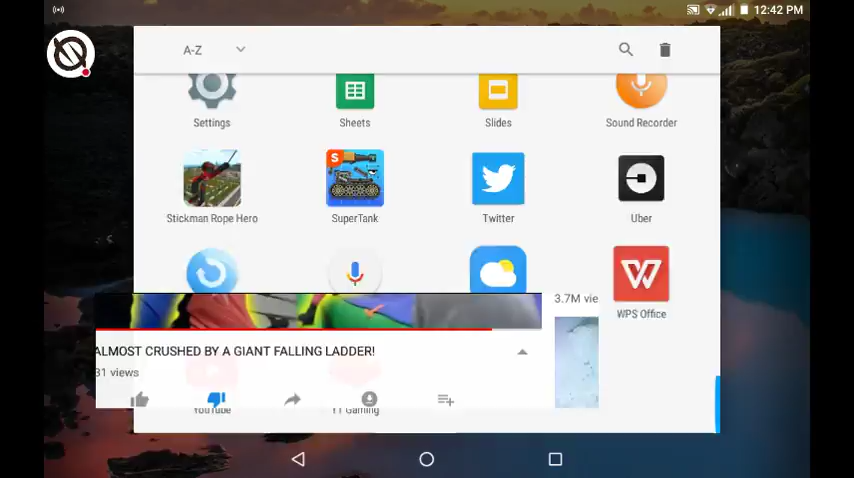 12:42 PM
A-Z
Settings
Sheets
Slides
Sound Recorder
S
Stickman Rope Hero
SuperTank
Twitter
Uber
3.7M vie
W
WPS Office
ALMOST CRUSHED BY A GIANT FALLING LADDER!
31 views
YouTube
YT Gaming